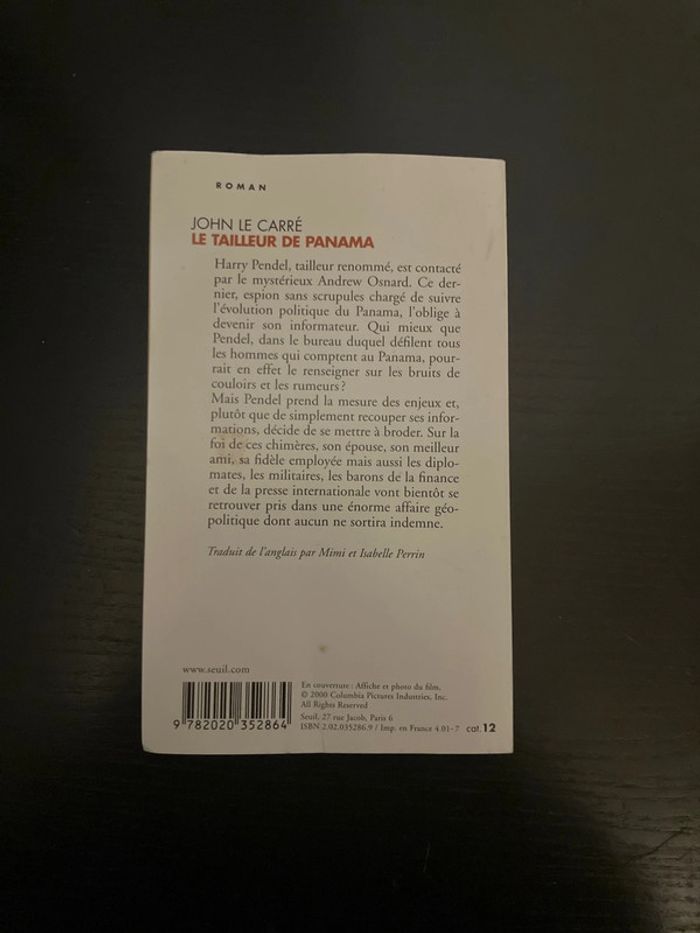 ROMAN
JOHN LE CARRÉ
LE TAILLEUR DE PANAMA
Harry Pendel, tailleur renommé, est contacté
par le mystérieux Andrew Osnard. Ce der-
nier, espion sans scrupules chargé de suivre
l'évolution politique du Panama, l'oblige à
devenir son informateur. Qui mieux que
Pendel, dans le bureau duquel défilent tous
les hommes qui comptent au Panama, pour-
rait en effet le renseigner sur les bruits de
couloirs et les rumeurs ?
Mais Pendel prend la mesure des enjeux et,
plutôt que de simplement recouper ses infor-
mations, décide de se mettre à broder. Sur la
foi de ces chimères, son épouse, son meilleur
ami, sa fidèle employée mais aussi les diplo-
mates, les militaires, les barons de la finance
et de la presse internationale vont bientôt se
retrouver pris dans une énorme affaire géo-
politique dont aucun ne sortira indemne.
Traduit de l'anglais par Mimi et Isabelle Perrin
www.seuil.com
9 782020 352864
En couverture : Affiche et photo du film.
© 2000 Columbia Pictures Industries, Inc.
All Rights Reserved
Seuil, 27 rue Jacob, Paris 6
ISBN 2.02.035286.9 / Imp. en France 4.01-7
cat. 12